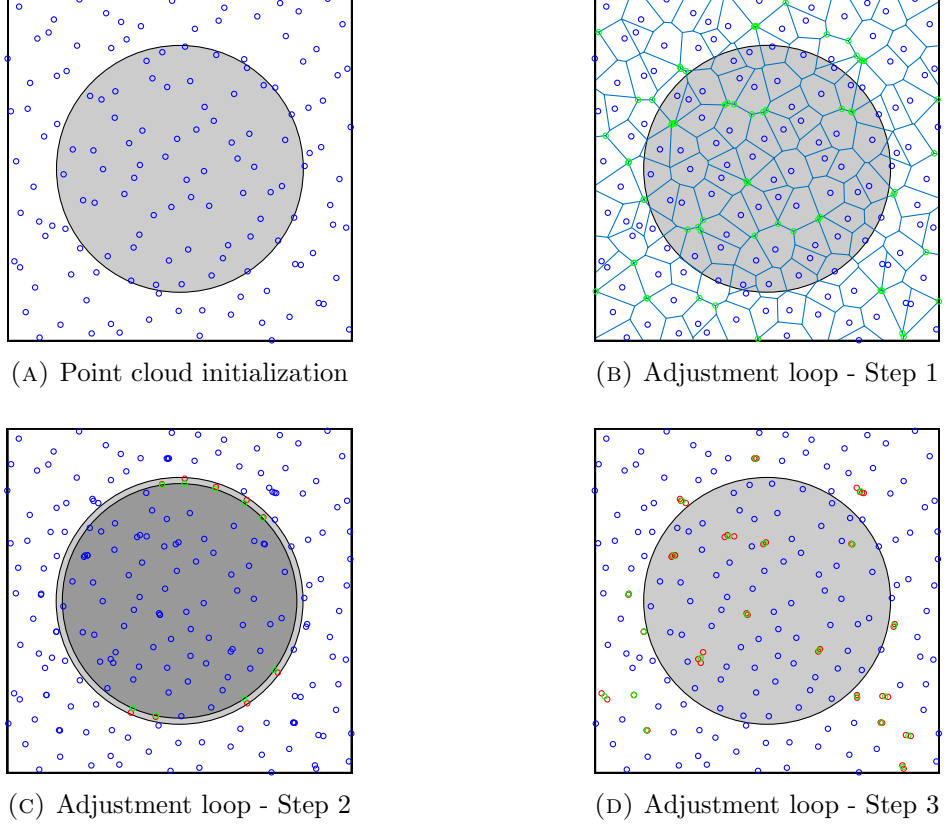 (A) Point cloud initialization
(B) Adjustment loop - Step 1
(C) Adjustment loop - Step 2
(D) Adjustment loop - Step 3